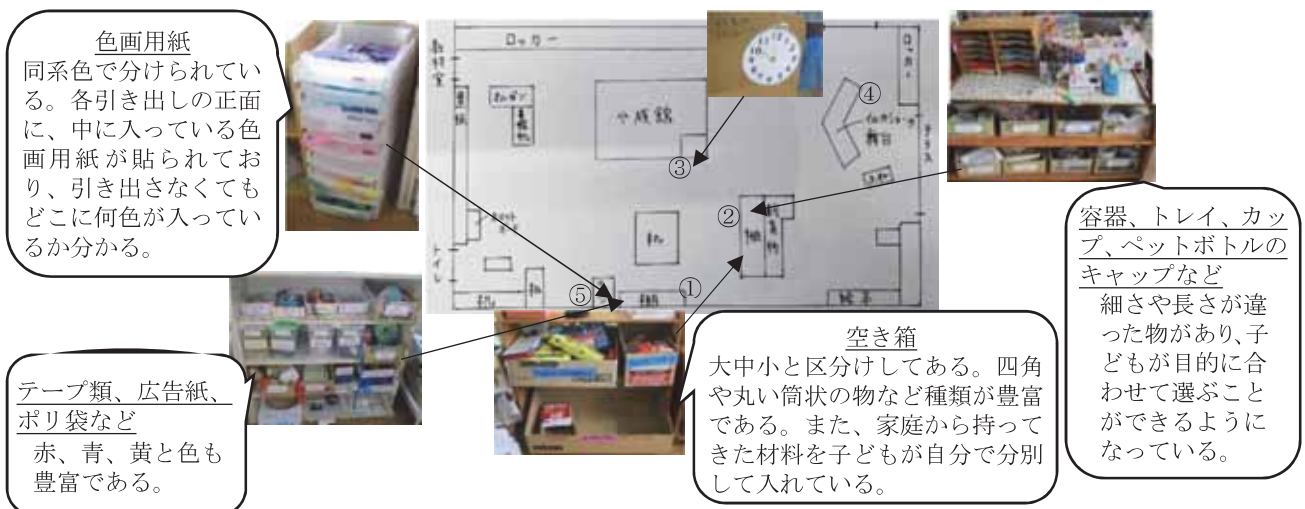 色画用紙
同系色で分けられてい
る。各引き出しの正面
に、中に入っている色
画用紙が貼られてお
り、引き出さなくても
どこに何色が入ってい
るか分かる。
ロッカー
ロッカー
③
④
②
①
⑤
テラス
トイレ
舞台
棚
容器、トレイ、カッ
プ、ペットボトルの
キャップなど
細さや長さが違
った物があり、子
どもが目的に合
わせて選ぶこと
ができるように
なっている。
テープ類、広告紙、
ポリ袋など
赤、青、黄と色も
豊富である。
空き箱
大中小と区分けしてある。四角
や丸い筒状の物など種類が豊富
である。また、家庭から持って
きた材料を子どもが自分で分別
して入れている。